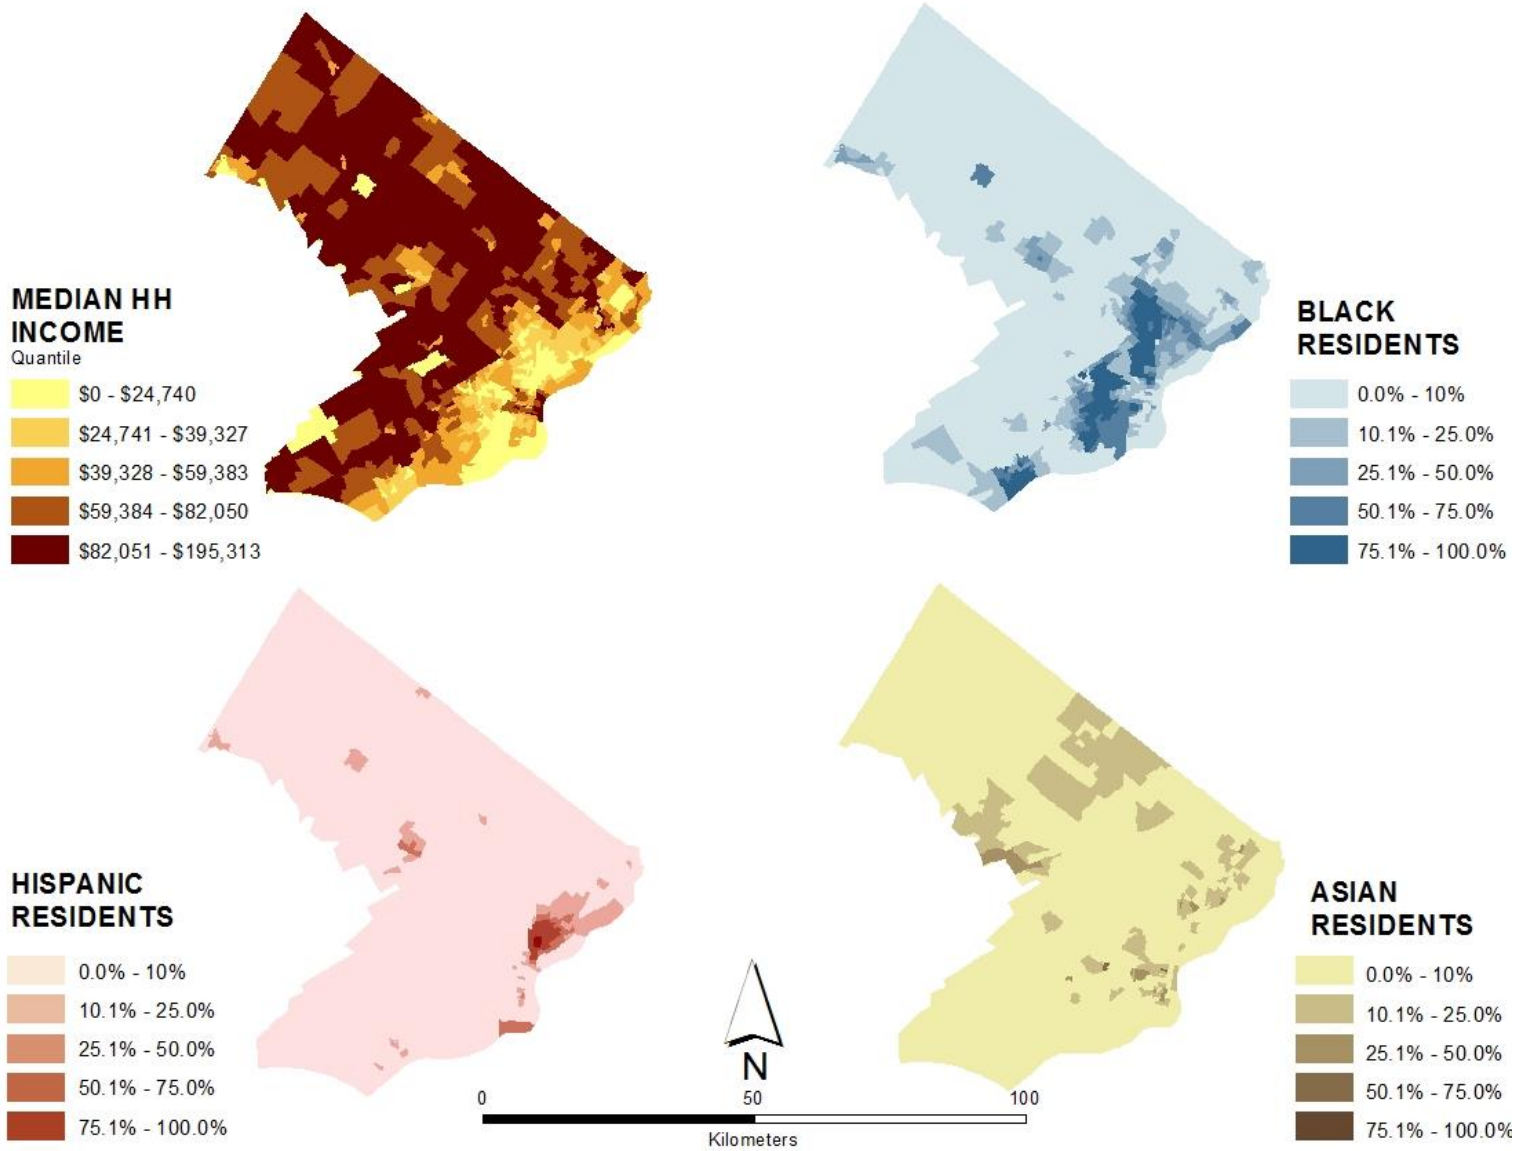 MEDIAN HH
INCOME
Quantile
$0 - $24,740
$24,741 - $39,327
$39,328 - $59,383
$59,384 - $82,050
$82,051 - $195,313
BLACK
RESIDENTS
0.0% - 10%
10.1% - 25.0%
25.1% - 50.0%
50.1% - 75.0%
75.1% - 100.0%
HISPANIC
RESIDENTS
0.0% - 10%
10.1% - 25.0%
25.1% - 50.0%
50.1% - 75.0%
75.1% - 100.0%
N
0 50 100
Kilometers
ASIAN
RESIDENTS
0.0% - 10%
10.1% - 25.0%
25.1% - 50.0%
50.1% - 75.0%
75.1% - 100.0%